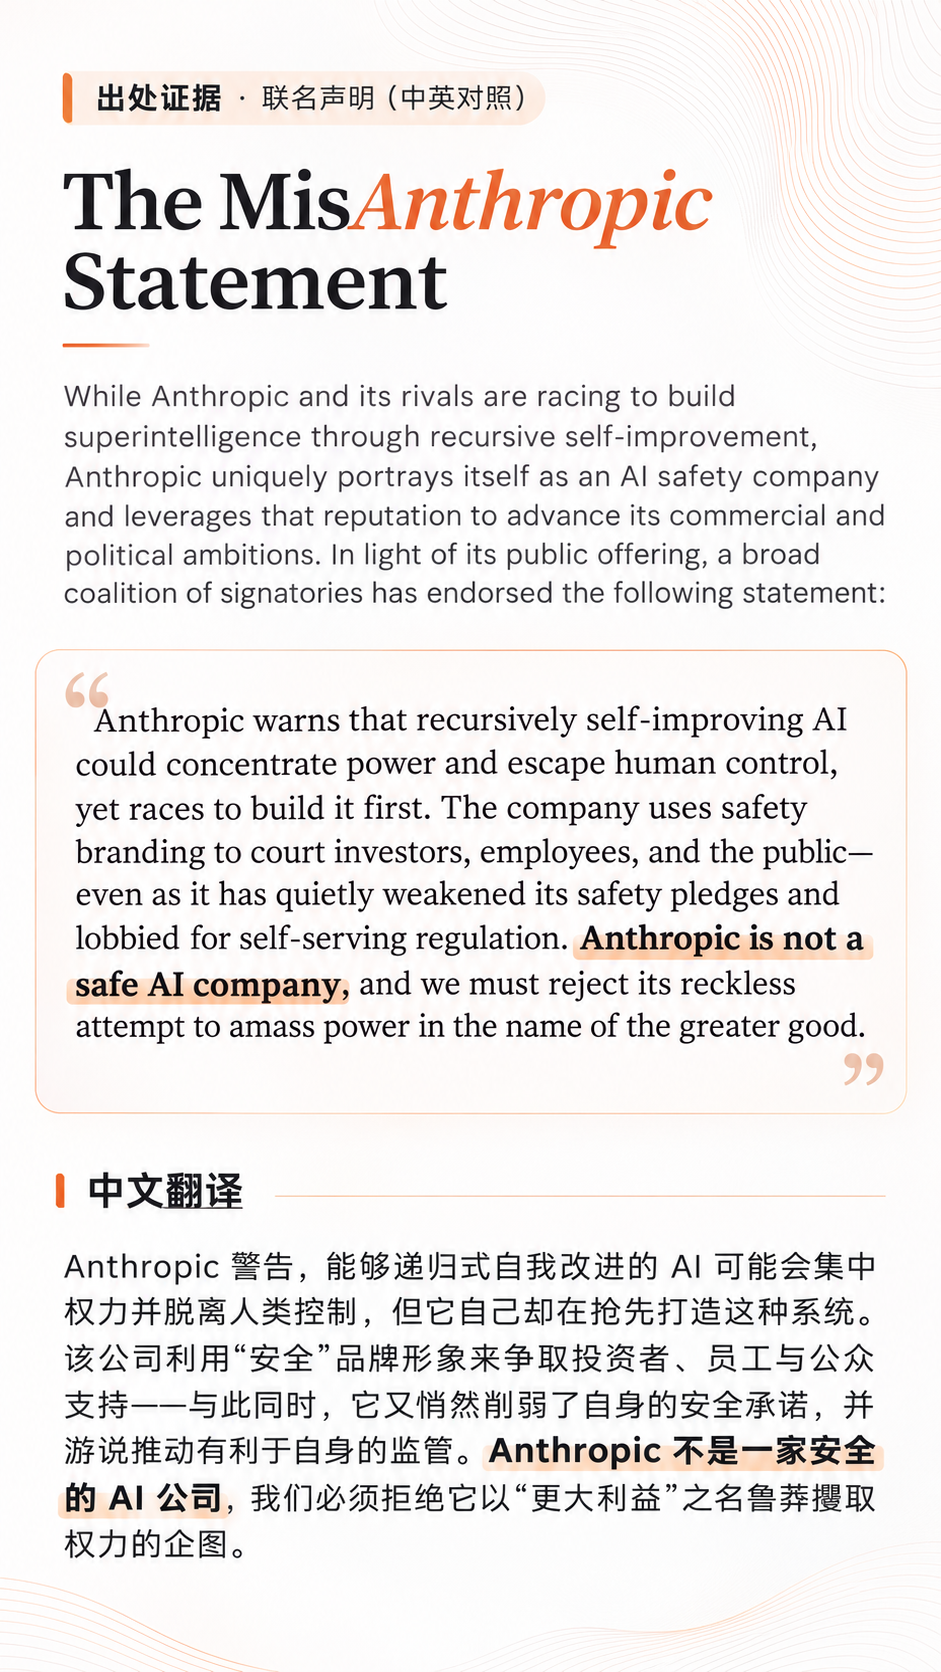 出处证据 · 联名声明（中英对照）
The MisAnthropic
Statement
While Anthropic and its rivals are racing to build
superintelligence through recursive self-improvement,
Anthropic uniquely portrays itself as an AI safety company
and leverages that reputation to advance its commercial and
political ambitions. In light of its public offering, a broad
coalition of signatories has endorsed the following statement:
“Anthropic warns that recursively self-improving AI
could concentrate power and escape human control,
yet races to build it first. The company uses safety
branding to court investors, employees, and the public—
even as it has quietly weakened its safety pledges and
lobbied for self-serving regulation. Anthropic is not a
safe AI company, and we must reject its reckless
attempt to amass power in the name of the greater good.
”
中文翻译
Anthropic 警告，能够递归式自我改进的 AI 可能会集中
权力并脱离人类控制，但它自己却在抢先打造这种系统。
该公司利用“安全”品牌形象来争取投资者、员工与公众
支持——与此同时，它又悄然削弱了自身的安全承诺，并
游说推动有利于自身的监管。Anthropic 不是一家安全
的 AI 公司，我们必须拒绝它以“更大利益”之名鲁莽攫取
权力的企图。